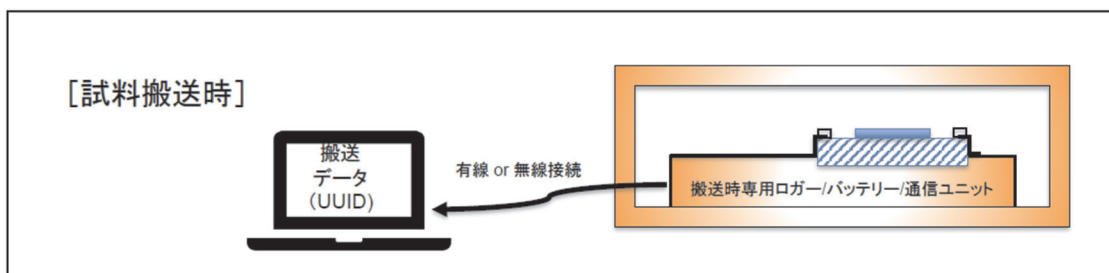 [試料搬送時]
搬送
データ
(UUID)
有線 or 無線接続
搬送時専用ロガー/バッテリー/通信ユニット